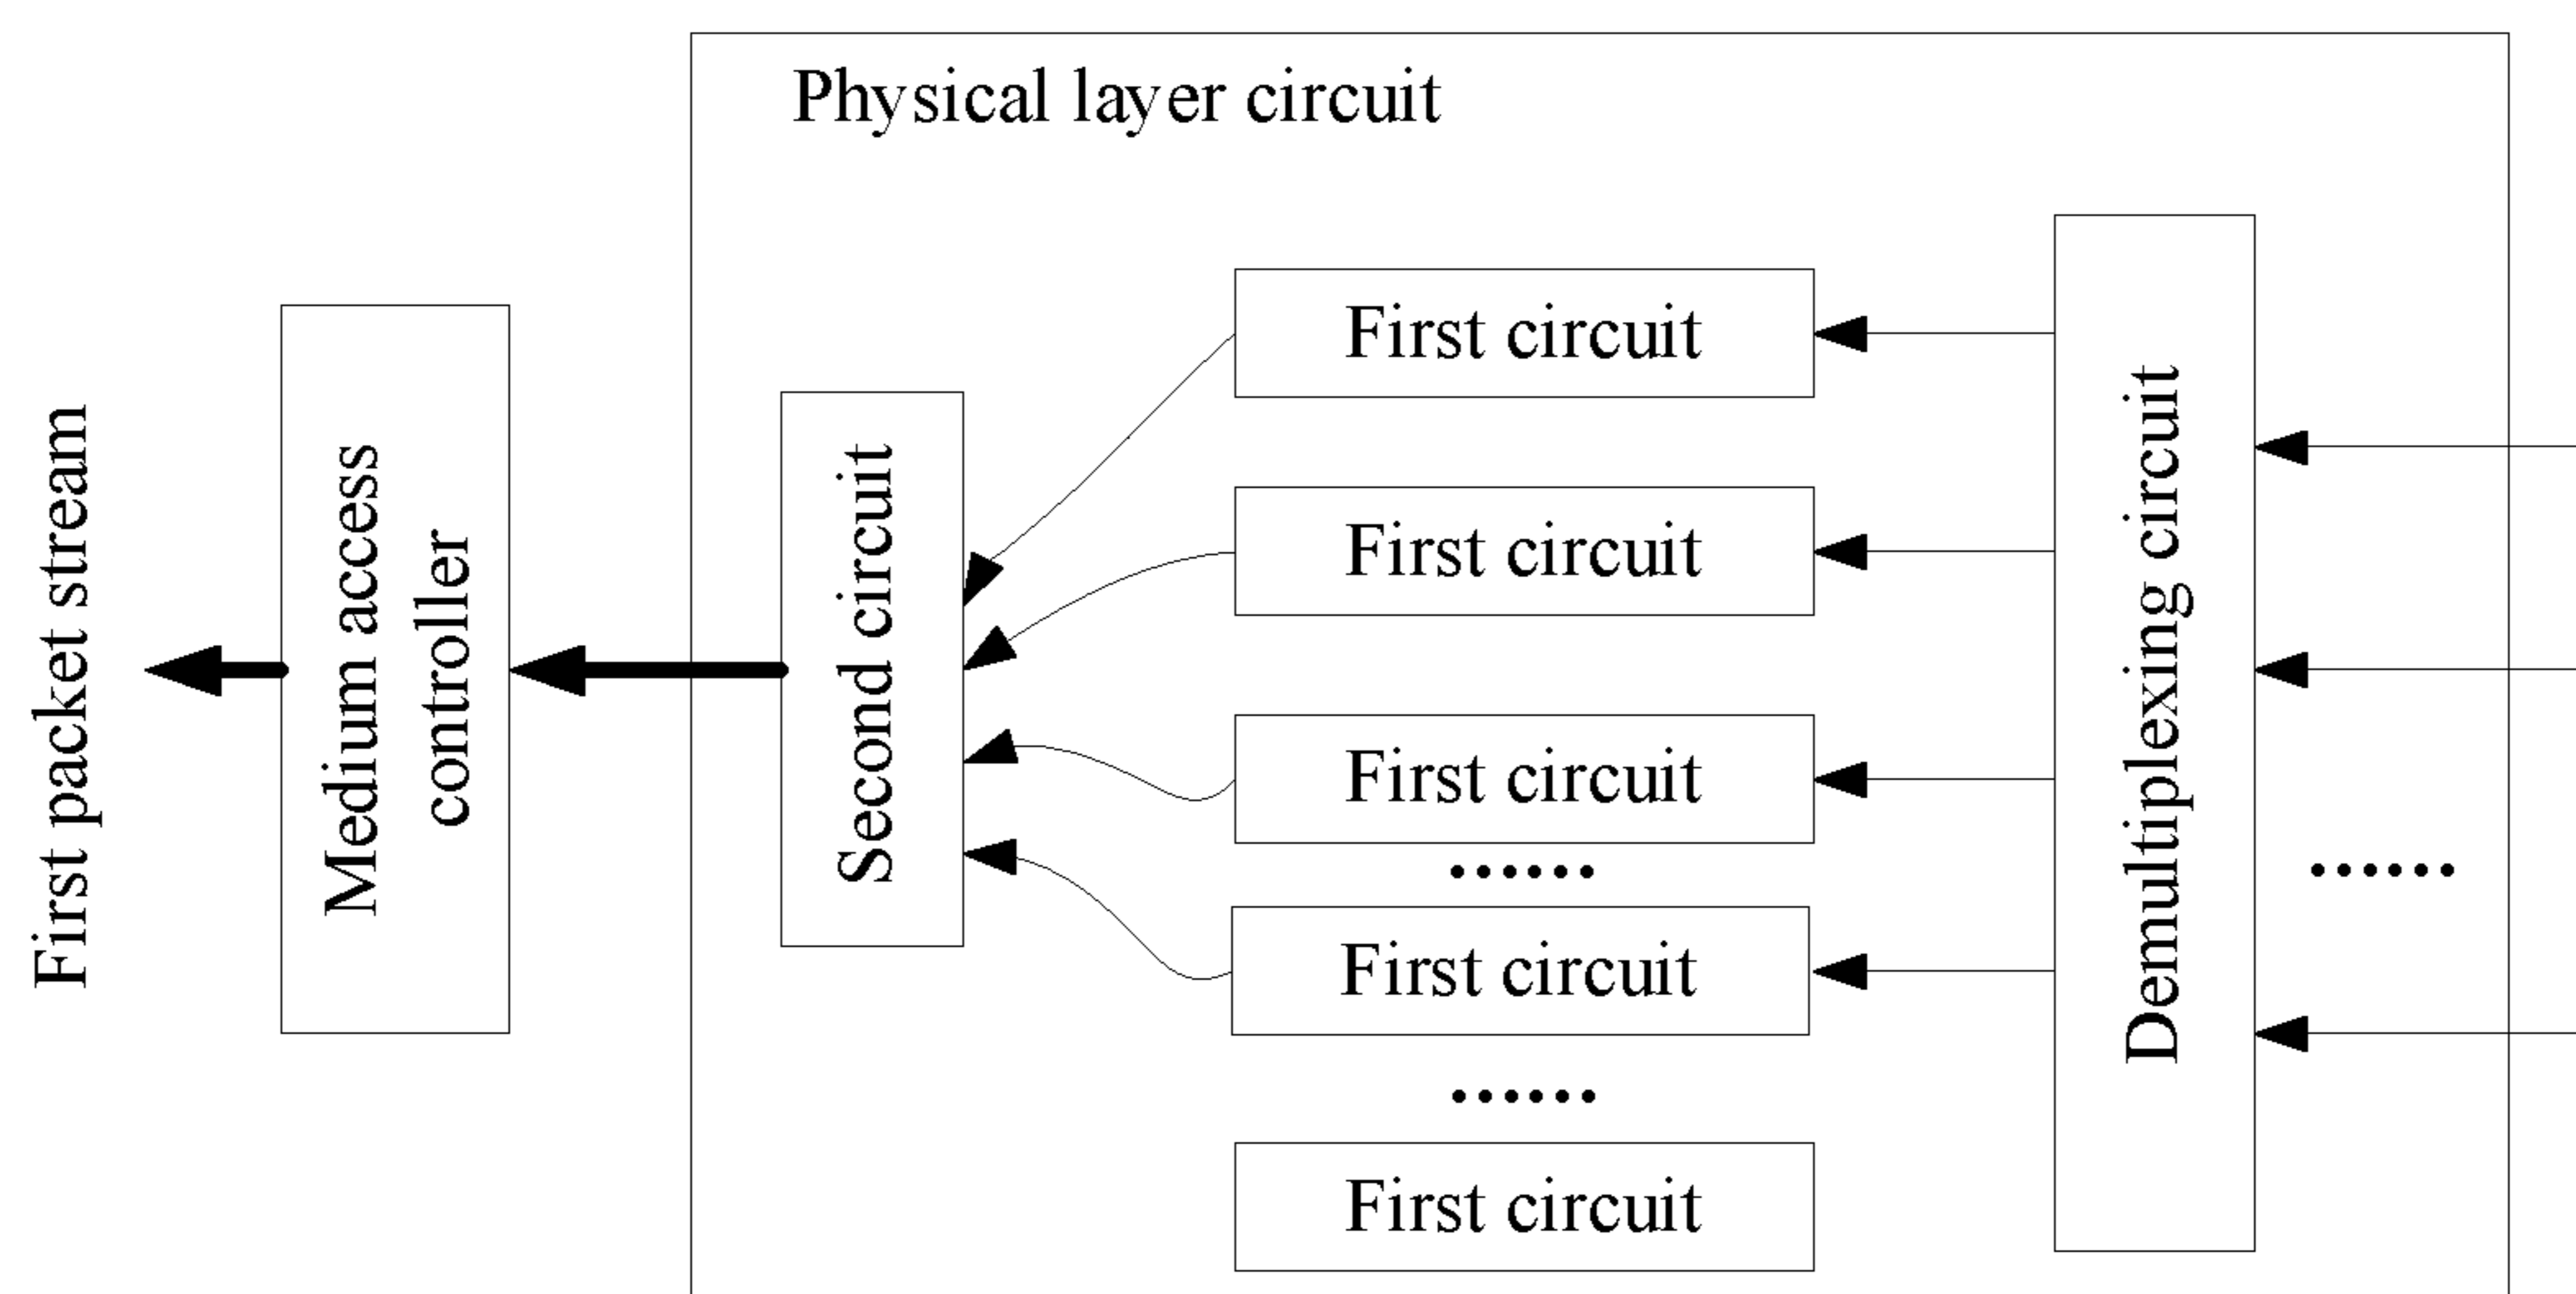 Physical layer circuit
First packet stream
Medium access
controller
Second circuit
First circuit
First circuit
First circuit
......
First circuit
......
First circuit
Demultiplexing circuit
......